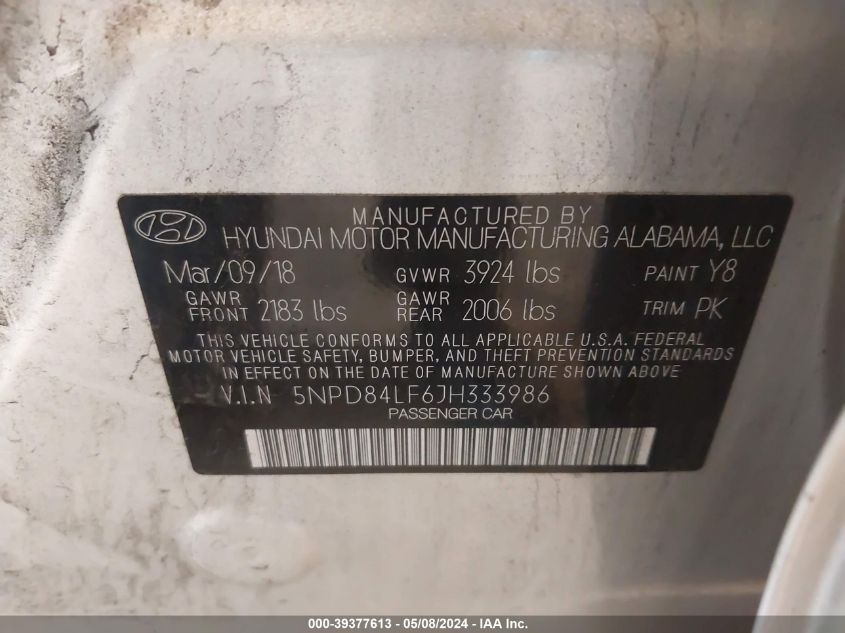 MANUFACTURED BY
HYUNDAI MOTOR MANUFACTURING ALABAMA, LLC
Mar/09/18 GVWR 3924 lbs PAINT Y8
GAWR FRONT 2183 lbs GAWR REAR 2006 lbs TRIM PK
THIS VEHICLE CONFORMS TO ALL APPLICABLE U.S.A. FEDERAL
MOTOR VEHICLE SAFETY, BUMPER, AND THEFT PREVENTION STANDARDS
IN EFFECT ON THE DATE OF MANUFACTURE SHOWN ABOVE.
V.I.N 5NPD84LF6JH333986
PASSENGER CAR
000-39377613 - 05/08/2024 - IAA Inc.